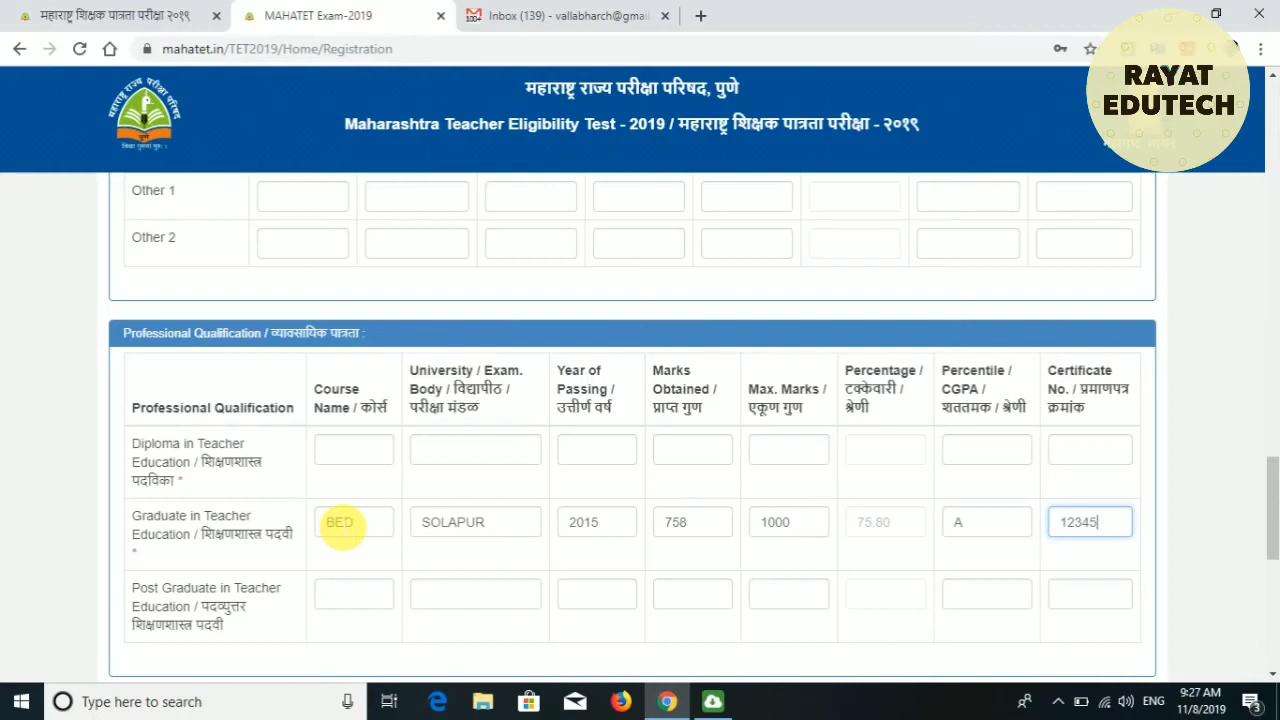 महाराष्ट्र शिक्षक पात्रता परीक्षा २०१९
MAHATET Exam-2019
Inbox (139) - vallabharch@gmai
mahatet.in/TET2019/Home/Registration
RAYAT
EDUTECH
महाराष्ट्र राज्य परीक्षा परिषद, पुणे
Maharashtra Teacher Eligibility Test - 2019 / महाराष्ट्र शिक्षक पात्रता परीक्षा - २०१९
Other 1
Other 2
Professional Qualification / व्यावसायिक पात्रता :
Professional Qualification
Course
Name / कोर्स
University / Exam.
Body / विद्यापीठ /
परीक्षा मंडळ
Year of
Passing /
उत्तीर्ण वर्ष
Marks
Obtained /
प्राप्त गुण
Max. Marks /
एकूण गुण
Percentage /
टक्केवारी /
श्रेणी
Percentile /
CGPA /
शततमक / श्रेणी
Certificate
No. / प्रमाणपत्र
क्रमांक
Diploma in Teacher
Education / शिक्षणशास्त्र
पदविका *
Graduate in Teacher
Education / शिक्षणशास्त्र पदवी
*
BED
SOLAPUR
2015
758
1000
75.80
A
12345
Post Graduate in Teacher
Education / पदव्युत्तर
शिक्षणशास्त्र पदवी
Type here to search
ENG
9:27 AM
11/8/2019
3